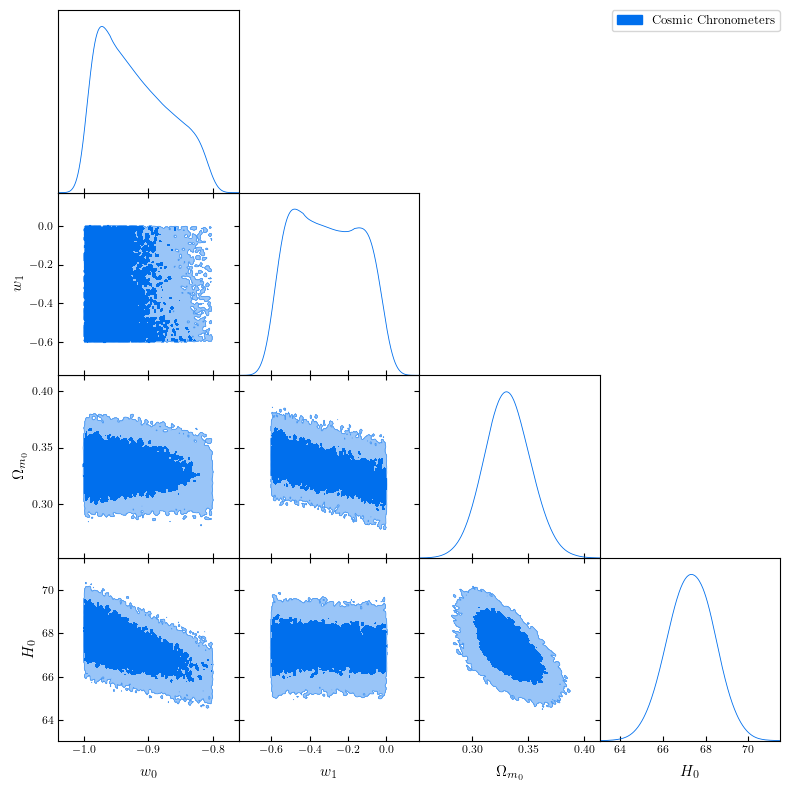 Cosmic Chronometers
w₁
0.0
−0.2
−0.4
−0.6
Ωₘ₀
0.40
0.35
0.30
H₀
70
68
66
64
−1.0 −0.9 −0.8
−0.6 −0.4 −0.2 0.0
0.30 0.35 0.40
64 66 68 70
w₀ w₁ Ωₘ₀ H₀